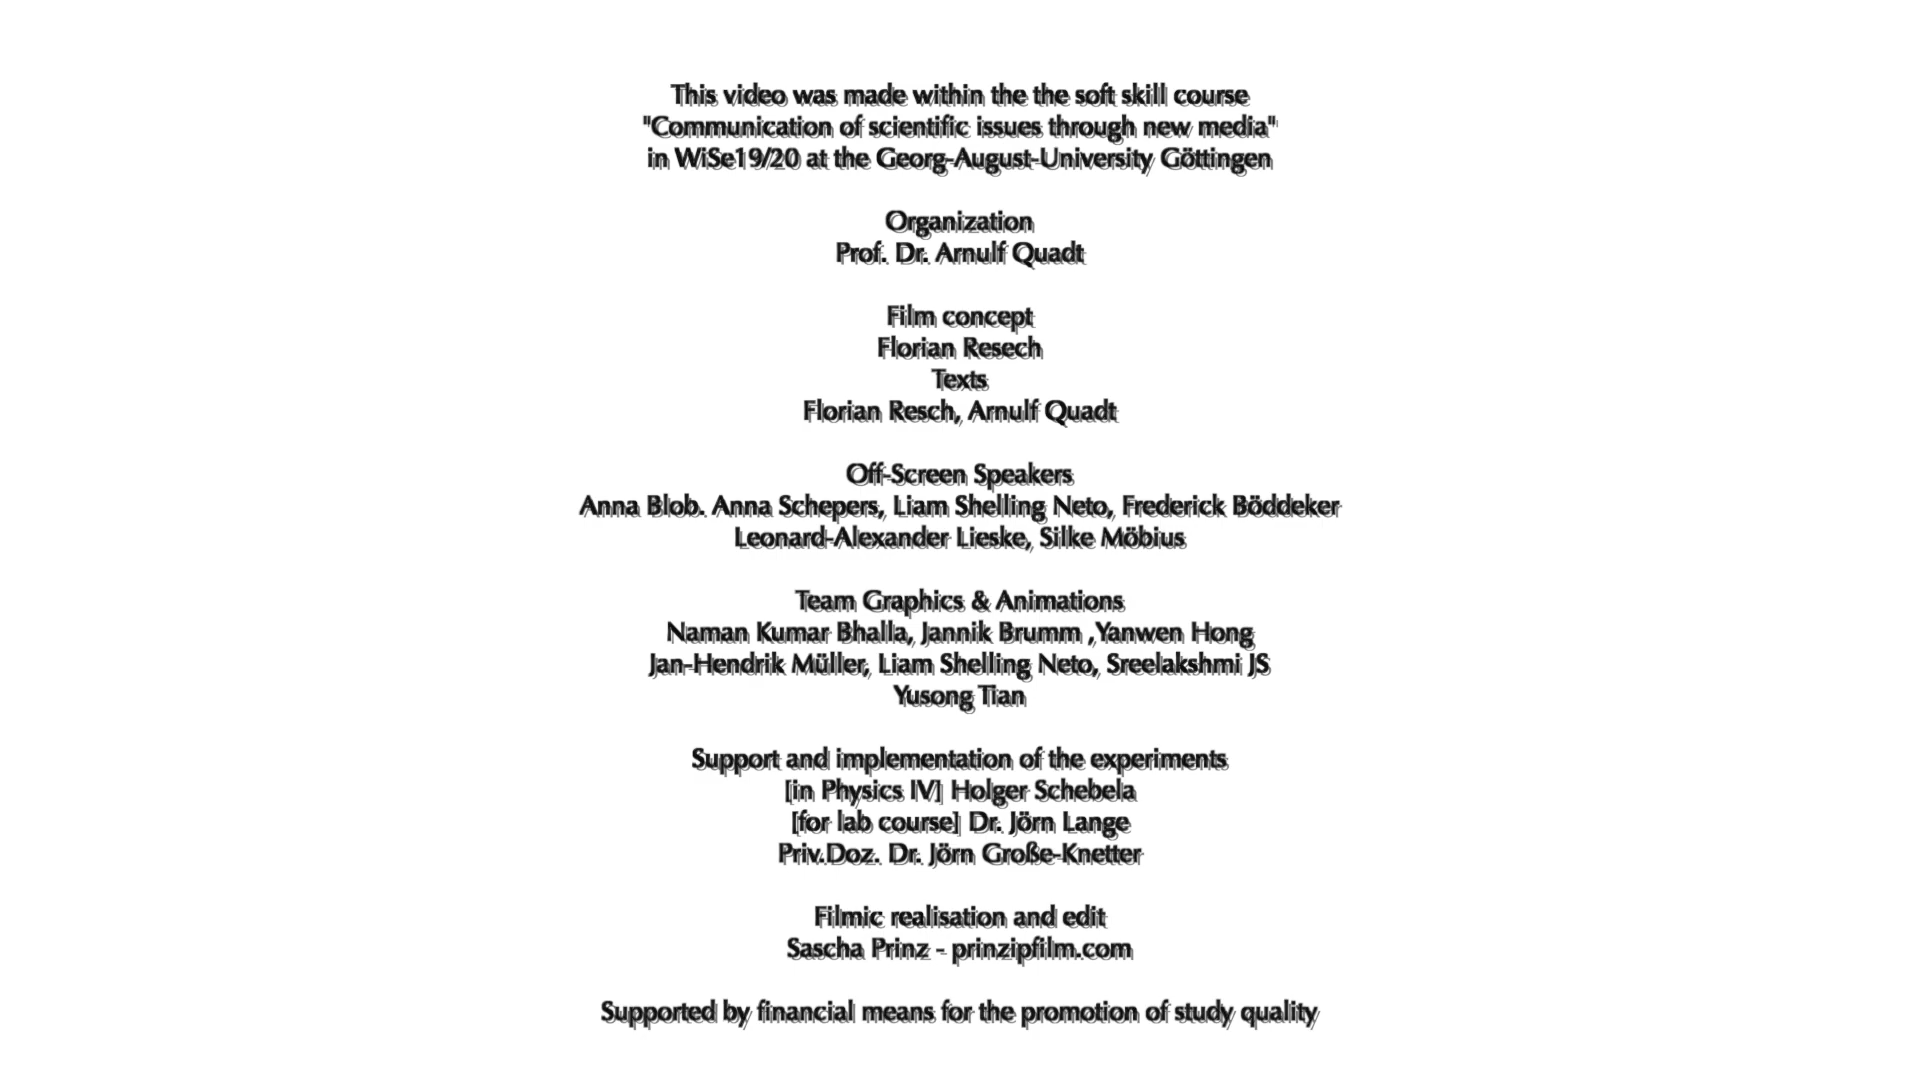 This video was made within the the soft skill course
"Communication of scientific issues through new media"
in WiSe19/20 at the Georg-August-University Göttingen
Organization
Prof. Dr. Arnulf Quadt
Film concept
Florian Resech
Texts
Florian Resch, Arnulf Quadt
Off-Screen Speakers
Anna Blob. Anna Schepers, Liam Shelling Neto, Frederick Böddeker
Leonard-Alexander Lieske, Silke Möbius
Team Graphics & Animations
Naman Kumar Bhalla, Jannik Brumm ,Yanwen Hong
Jan-Hendrik Müller, Liam Shelling Neto, Sreelakshmi JS
Yusong Tian
Support and implementation of the experiments
[in Physics IV] Holger Schebela
[for lab course] Dr. Jörn Lange
Priv.Doz. Dr. Jörn Große-Knetter
Filmic realisation and edit
Sascha Prinz - prinzipfilm.com
Supported by financial means for the promotion of study quality